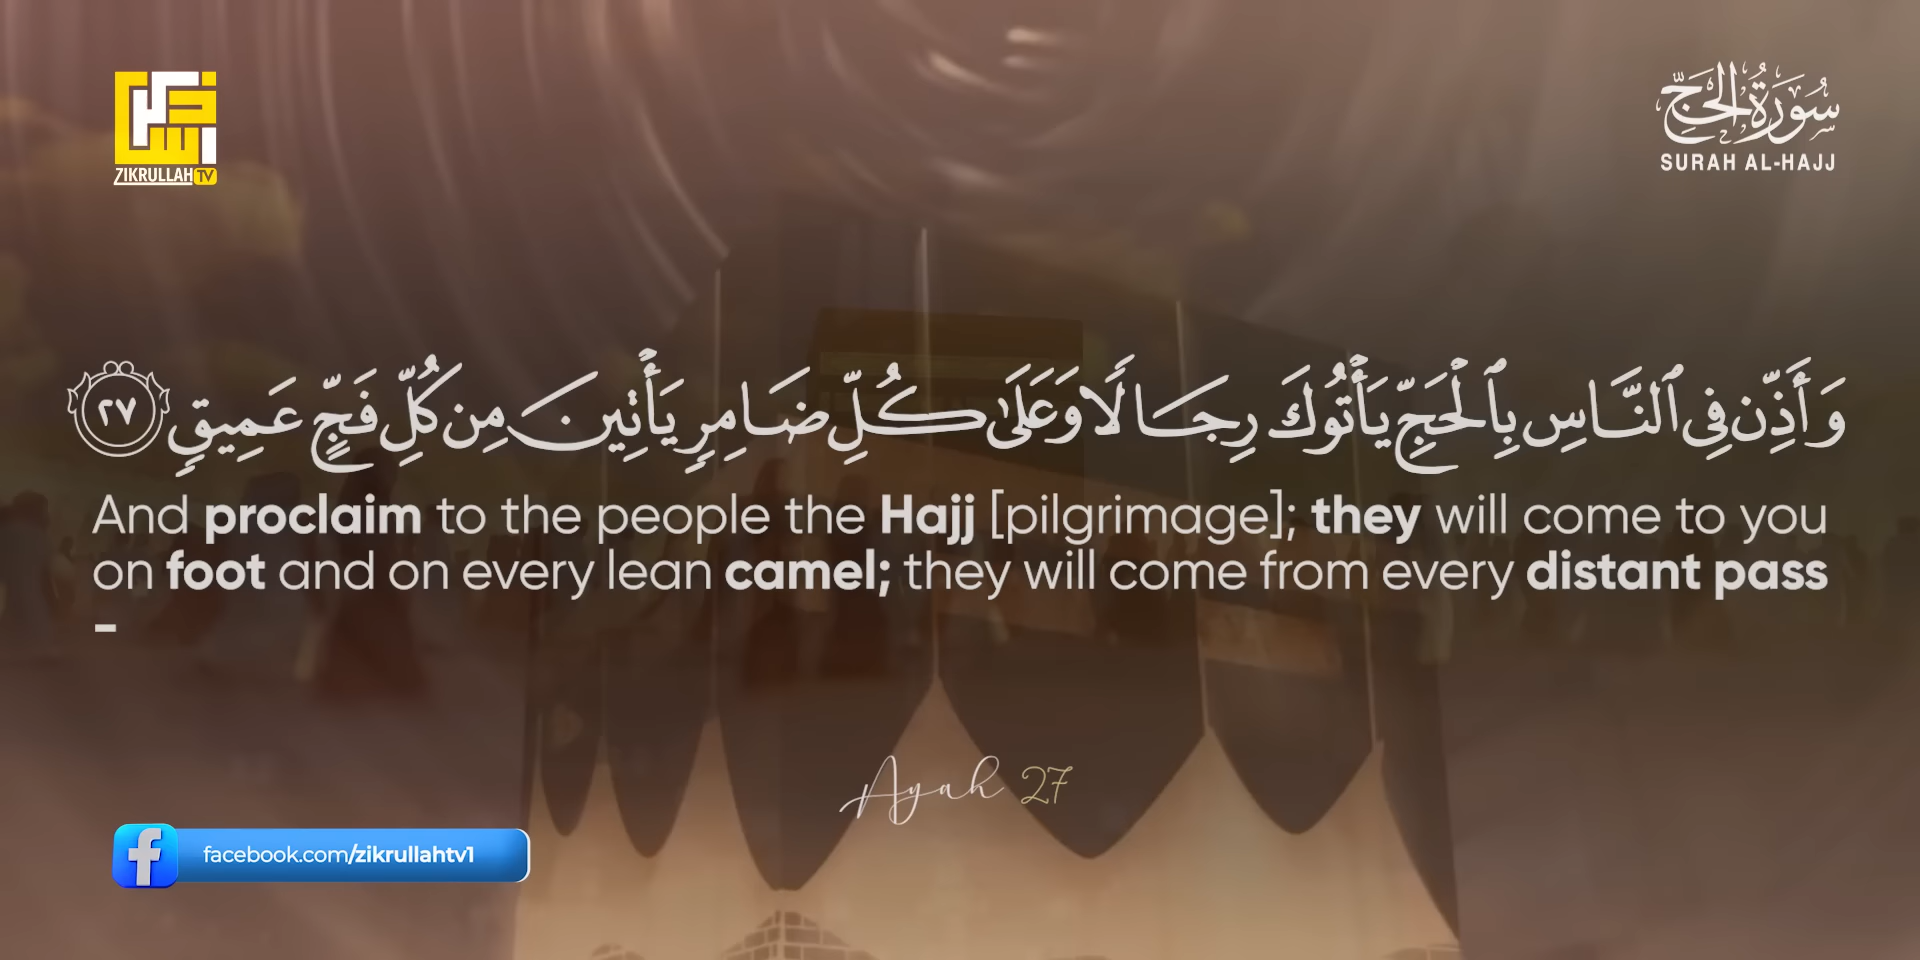 ZIKRULLAH TV
سُورَةُ الحَجِّ
SURAH AL-HAJJ
وَأَذِّن فِى ٱلنَّاسِ بِٱلْحَجِّ يَأْتُوكَ رِجَالًا وَعَلَىٰ كُلِّ ضَامِرٍ يَأْتِينَ مِن كُلِّ فَجٍّ عَمِيقٍ ٢٧
And proclaim to the people the Hajj [pilgrimage]; they will come to you
on foot and on every lean camel; they will come from every distant pass
-
Ayah 27
facebook.com/zikrullahtv1